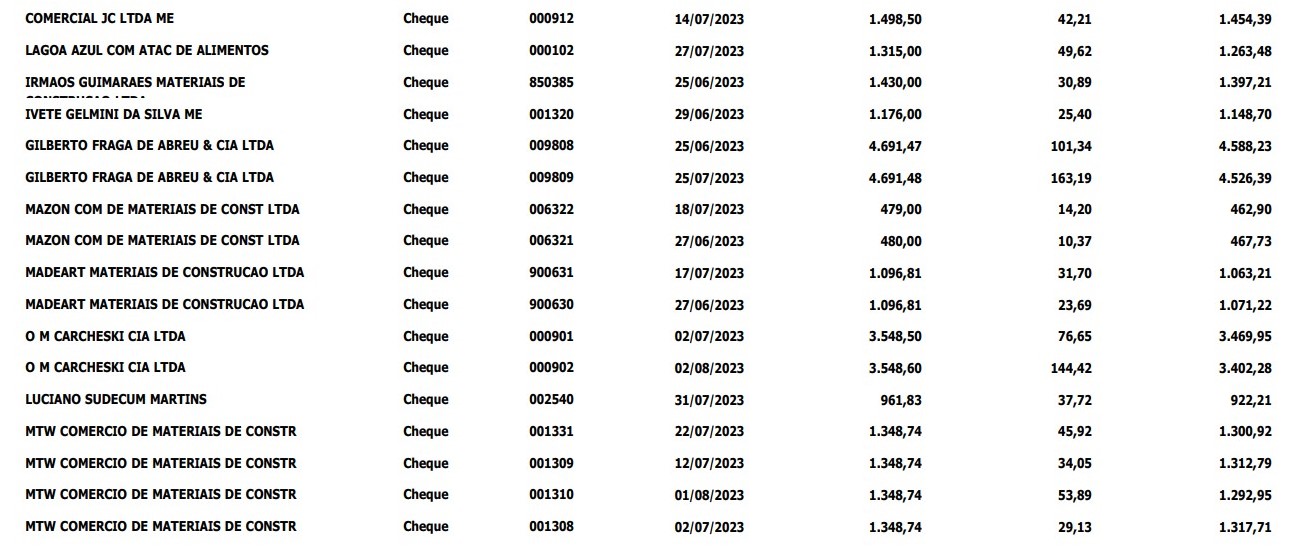 COMERCIAL JC LTDA ME Cheque 000912 14/07/2023 1.498,50 42,21 1.454,39
LAGOA AZUL COM ATAC DE ALIMENTOS Cheque 000102 27/07/2023 1.315,00 49,62 1.263,48
IRMAOS GUIMARAES MATERIAIS DE Cheque 850385 25/06/2023 1.430,00 30,89 1.397,21
IVETE GELMINI DA SILVA ME Cheque 001320 29/06/2023 1.176,00 25,40 1.148,70
GILBERTO FRAGA DE ABREU & CIA LTDA Cheque 009808 25/06/2023 4.691,47 101,34 4.588,23
GILBERTO FRAGA DE ABREU & CIA LTDA Cheque 009809 25/07/2023 4.691,48 163,19 4.526,39
MAZON COM DE MATERIAIS DE CONST LTDA Cheque 006322 18/07/2023 479,00 14,20 462,90
MAZON COM DE MATERIAIS DE CONST LTDA Cheque 006321 27/06/2023 480,00 10,37 467,73
MADEART MATERIAIS DE CONSTRUCAO LTDA Cheque 900631 17/07/2023 1.096,81 31,70 1.063,21
MADEART MATERIAIS DE CONSTRUCAO LTDA Cheque 900630 27/06/2023 1.096,81 23,69 1.071,22
O M CARCHESKI CIA LTDA Cheque 000901 02/07/2023 3.548,50 76,65 3.469,95
O M CARCHESKI CIA LTDA Cheque 000902 02/08/2023 3.548,60 144,42 3.402,28
LUCIANO SUDECUM MARTINS Cheque 002540 31/07/2023 961,83 37,72 922,21
MTW COMERCIO DE MATERIAIS DE CONSTR Cheque 001331 22/07/2023 1.348,74 45,92 1.300,92
MTW COMERCIO DE MATERIAIS DE CONSTR Cheque 001309 12/07/2023 1.348,74 34,05 1.312,79
MTW COMERCIO DE MATERIAIS DE CONSTR Cheque 001310 01/08/2023 1.348,74 53,89 1.292,95
MTW COMERCIO DE MATERIAIS DE CONSTR Cheque 001308 02/07/2023 1.348,74 29,13 1.317,71